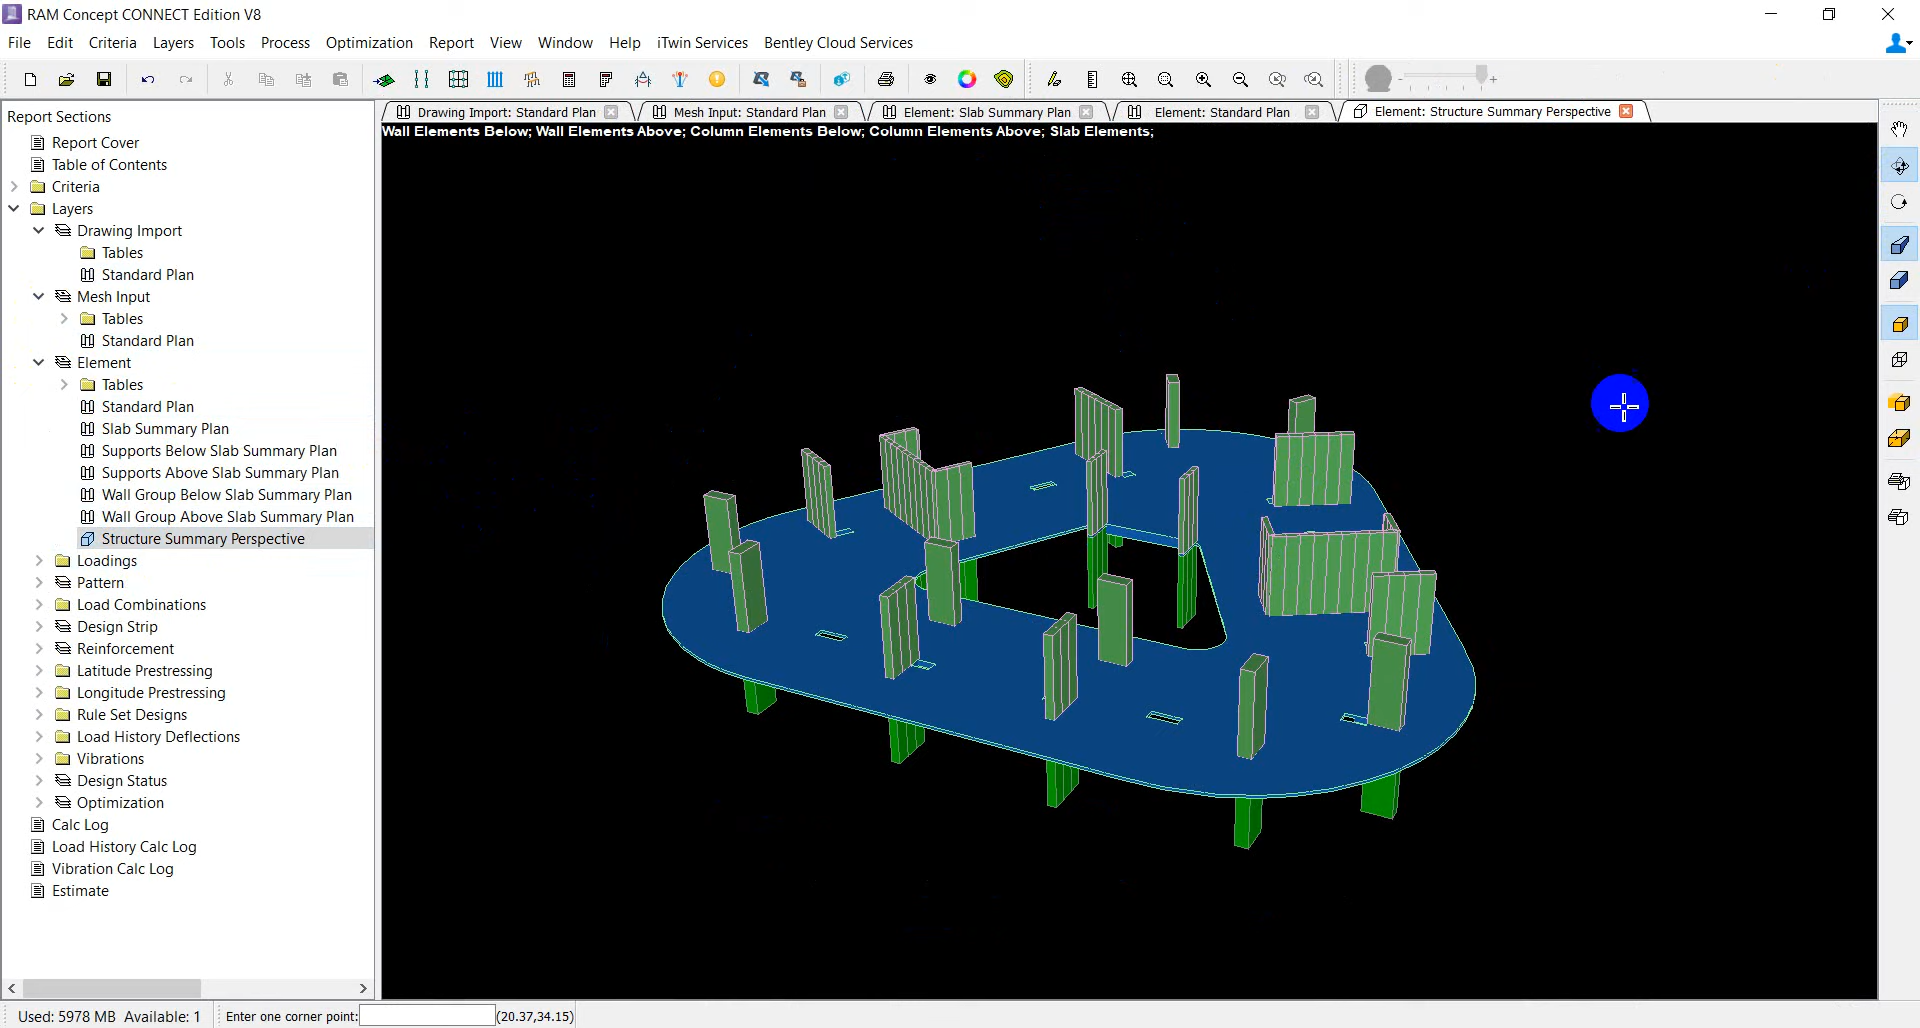 RAM Concept CONNECT Edition V8
File Edit Criteria Layers Tools Process Optimization Report View Window Help iTwin Services Bentley Cloud Services
Drawing Import: Standard Plan Mesh Input: Standard Plan Element: Slab Summary Plan Element: Standard Plan Element: Structure Summary Perspective
Wall Elements Below; Wall Elements Above; Column Elements Below; Column Elements Above; Slab Elements;
Report Sections
Report Cover
Table of Contents
Criteria
Layers
Drawing Import
Tables
Standard Plan
Mesh Input
Tables
Standard Plan
Element
Tables
Standard Plan
Slab Summary Plan
Supports Below Slab Summary Plan
Supports Above Slab Summary Plan
Wall Group Below Slab Summary Plan
Wall Group Above Slab Summary Plan
Structure Summary Perspective
Loadings
Pattern
Load Combinations
Design Strip
Reinforcement
Latitude Prestressing
Longitude Prestressing
Rule Set Designs
Load History Deflections
Vibrations
Design Status
Optimization
Calc Log
Load History Calc Log
Vibration Calc Log
Estimate
Used: 5978 MB Available: 1 Enter one corner point: (20.37,34.15)